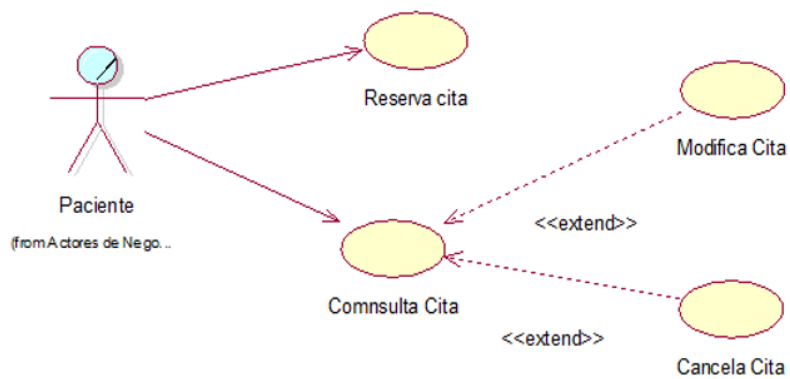 Reserva cita
Modifica Cita
Paciente
(from Actores de Nego...
<<extend>>
Comnsulta Cita
<<extend>>
Cancela Cita